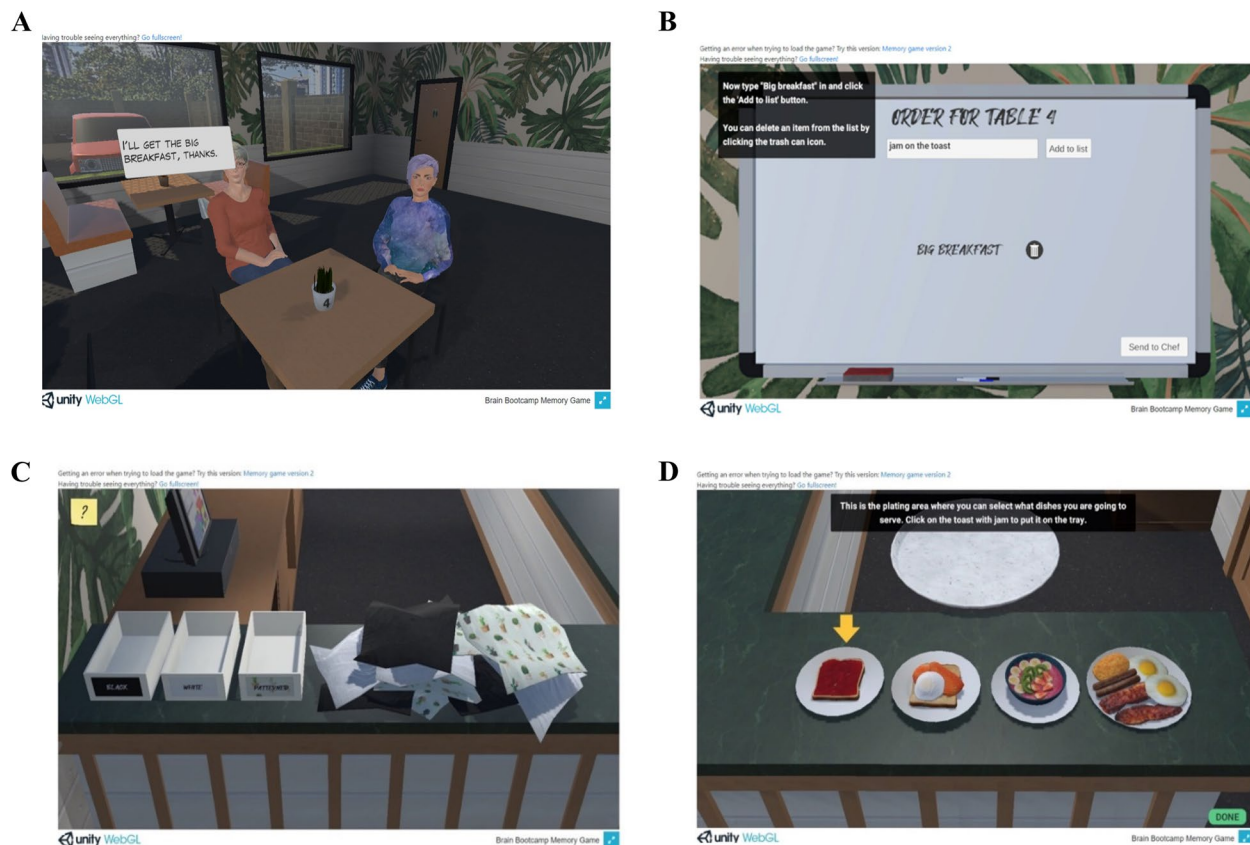 A
laving trouble seeing everything? Go fullscreen!
I'LL GET THE BIG
BREAKFAST, THANKS.
4
unity WebGL
Brain Bootcamp Memory Game
B
Getting an error when trying to load the game? Try this version: Memory game version 2
Having trouble seeing everything? Go fullscreen!
Now type "Big breakfast" in and click
the 'Add to list' button.
You can delete an item from the list by
clicking the trash can icon.
ORDER FOR TABLE 4
jam on the toast
Add to list
BIG BREAKFAST
Send to Chef
unity WebGL
Brain Bootcamp Memory Game
C
Getting an error when trying to load the game? Try this version: Memory game version 2
Having trouble seeing everything? Go fullscreen!
?
BLACK
WHITE
PATTERNED
unity WebGL
Brain Bootcamp Memory Game
D
Getting an error when trying to load the game? Try this version: Memory game version 2
Having trouble seeing everything? Go fullscreen!
This is the plating area where you can select what dishes you are going to
serve. Click on the toast with jam to put it on the tray.
DONE
unity WebGL
Brain Bootcamp Memory Game